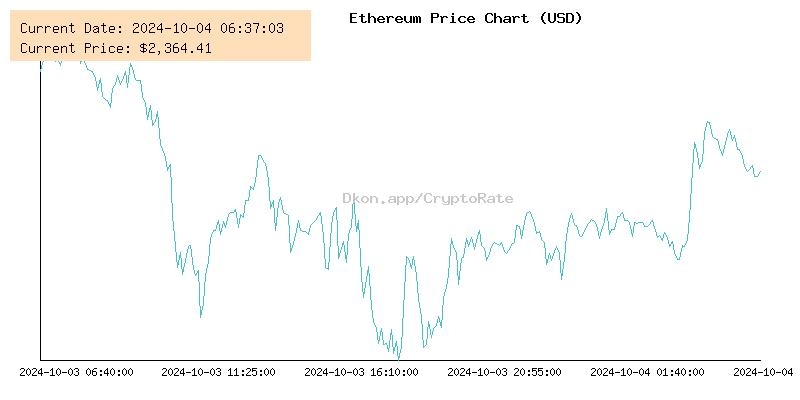 Ethereum Price Chart (USD)
Current Date: 2024-10-04 06:37:03
Current Price: $2,364.41
Dkon.app/CryptoRate
2024-10-03 06:40:00 2024-10-03 11:25:00 2024-10-03 16:10:00 2024-10-03 20:55:00 2024-10-04 01:40:00 2024-10-04